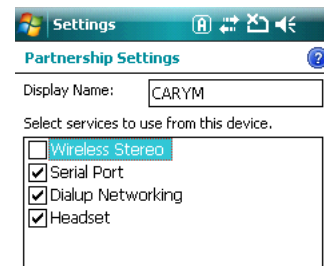 Settings
Partnership Settings
Display Name: CARYM
Select services to use from this device.
Wireless Stereo
Serial Port
Dialup Networking
Headset